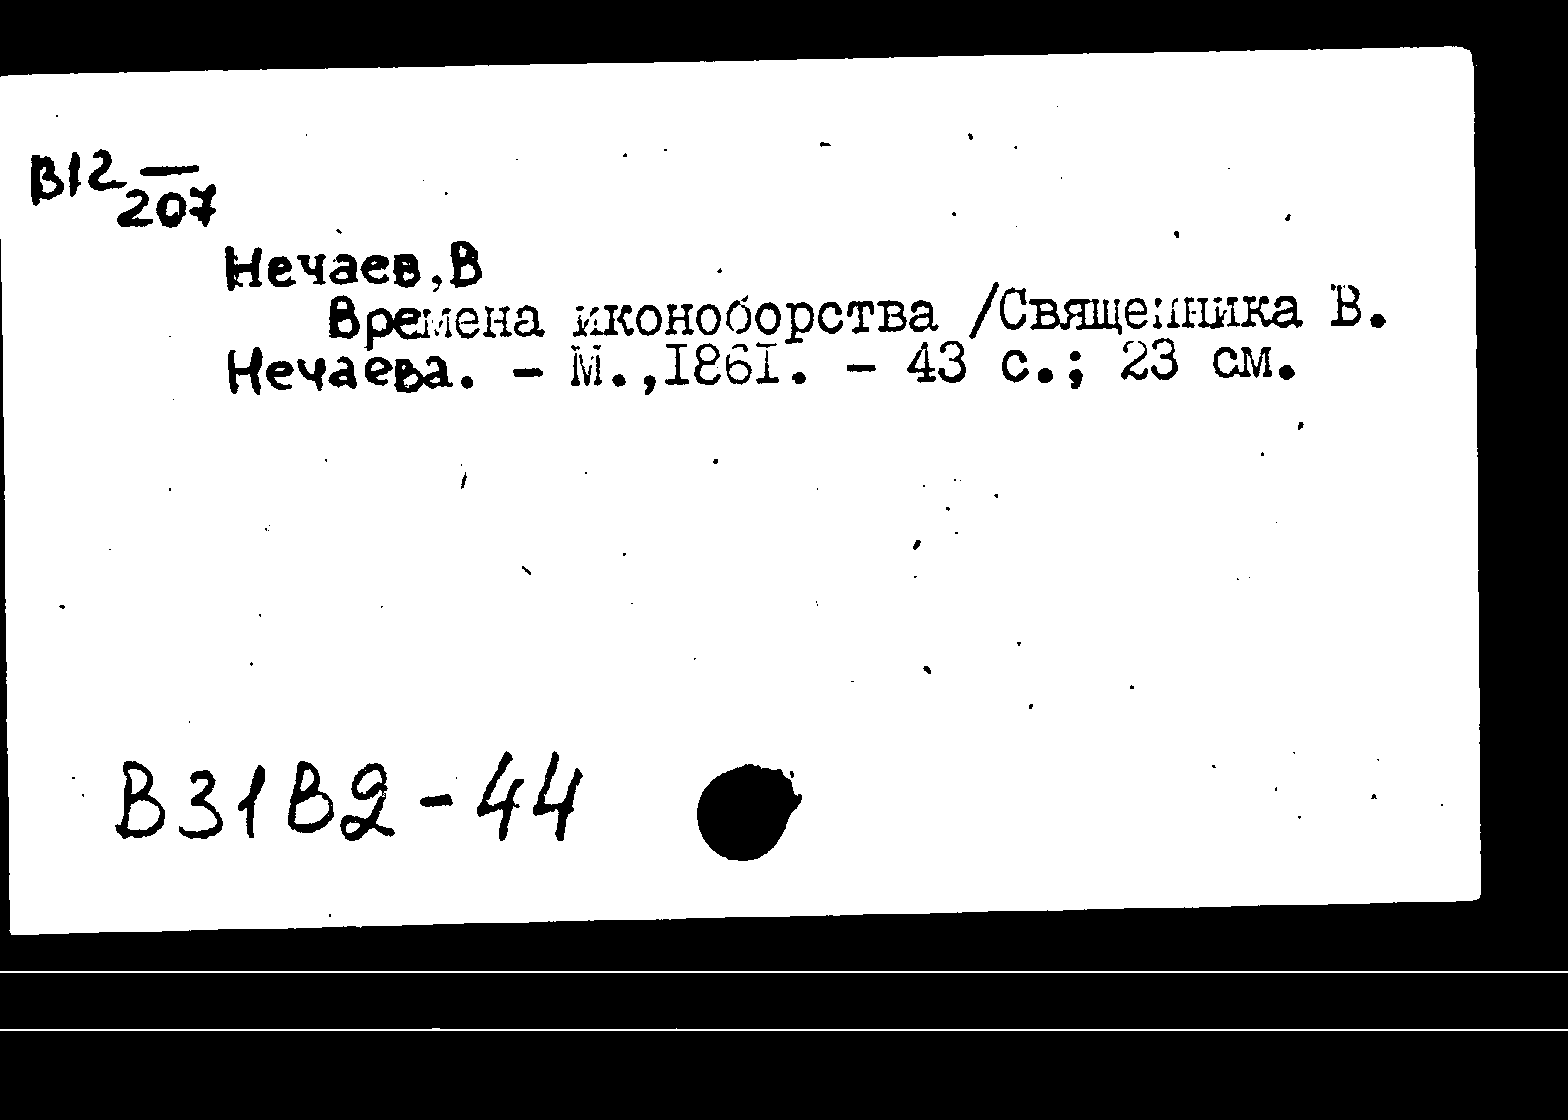 В12 —
207
Нечаев,В
Времена иконоборства /Священника В.
Нечаева. – М.,1861. – 43 с.; 23 см.
В31В2-44